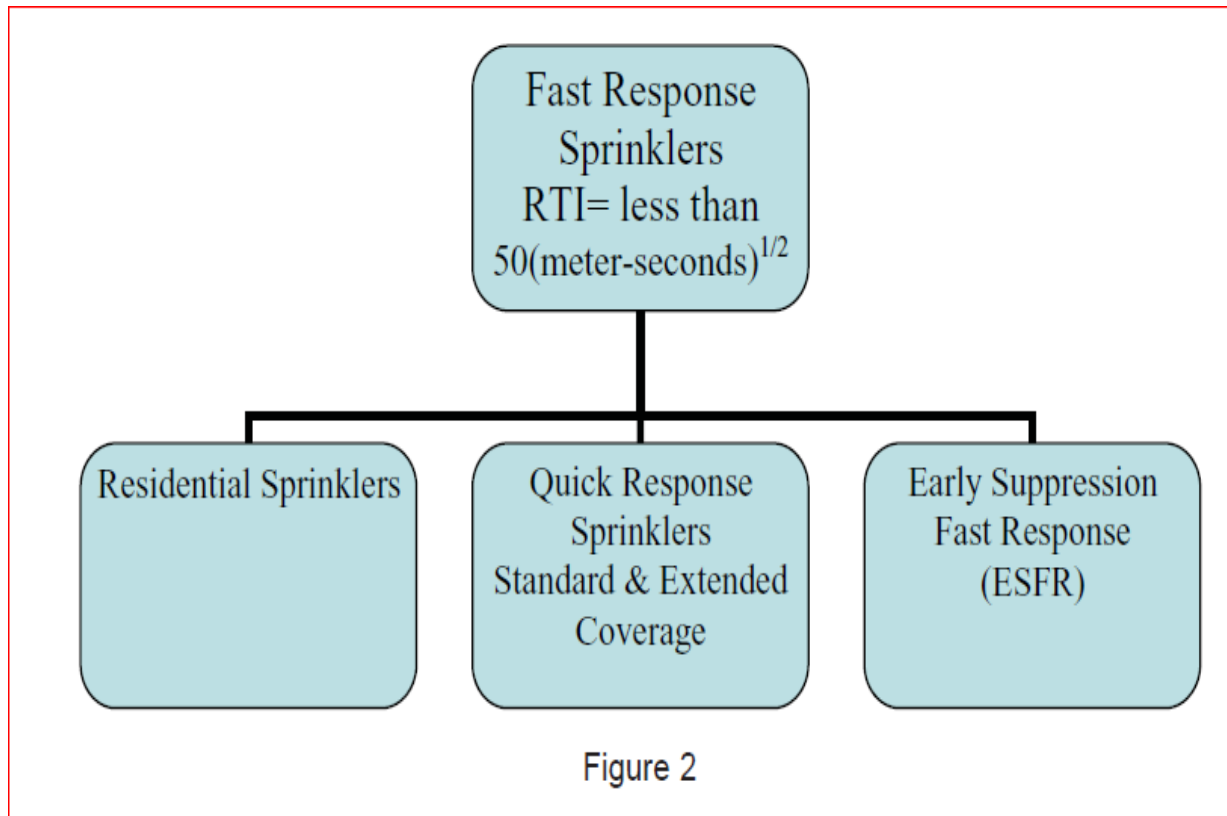 Fast Response
Sprinklers
RTI= less than
50(meter-seconds)^1/2
Residential Sprinklers
Quick Response
Sprinklers
Standard & Extended
Coverage
Early Suppression
Fast Response
(ESFR)
Figure 2